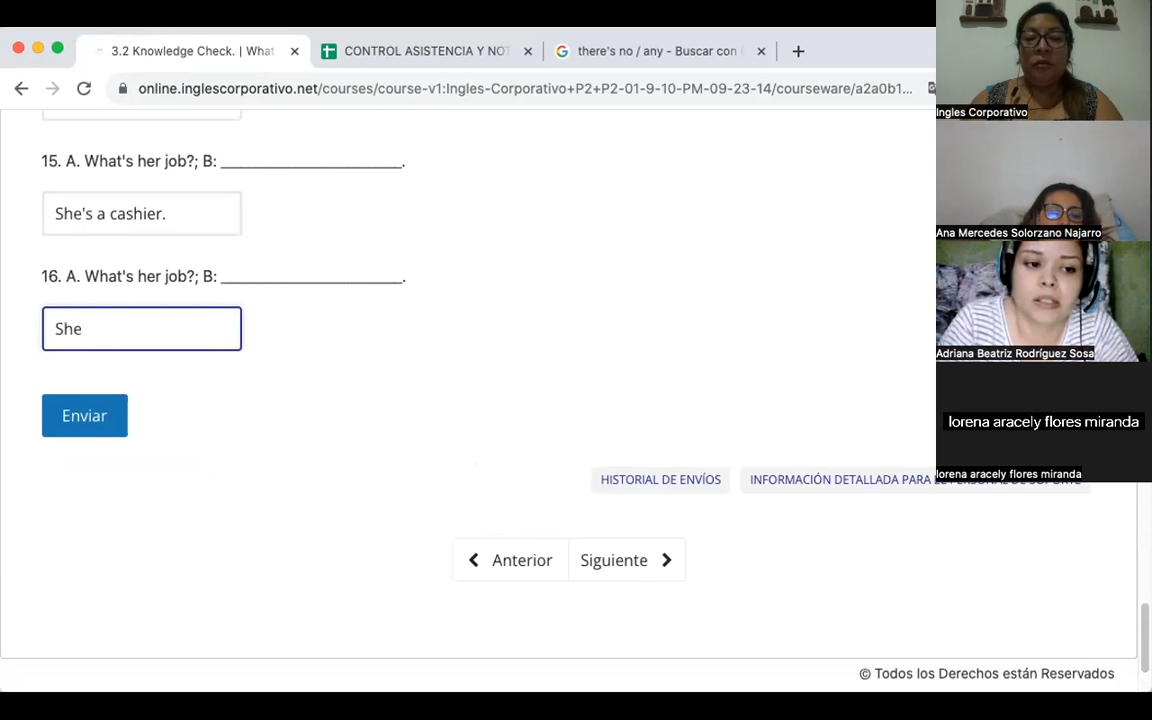 3.2 Knowledge Check. | What
CONTROL ASISTENCIA Y NOT
there's no / any - Buscar con
online.inglescorporativo.net/courses/course-v1:Ingles-Corporativo+P2+P2-01-9-10-PM-09-23-14/courseware/a2a0b1...
15. A. What's her job?; B: ______________________.
She's a cashier.
16. A. What's her job?; B: ______________________.
She
Enviar
HISTORIAL DE ENVÍOS
INFORMACIÓN DETALLADA PARA
Anterior
Siguiente
© Todos los Derechos están Reservados
Ingles Corporativo
Ana Mercedes Solorzano Najarro
Adriana Beatriz Rodríguez Sosa
lorena aracely flores miranda
lorena aracely flores miranda